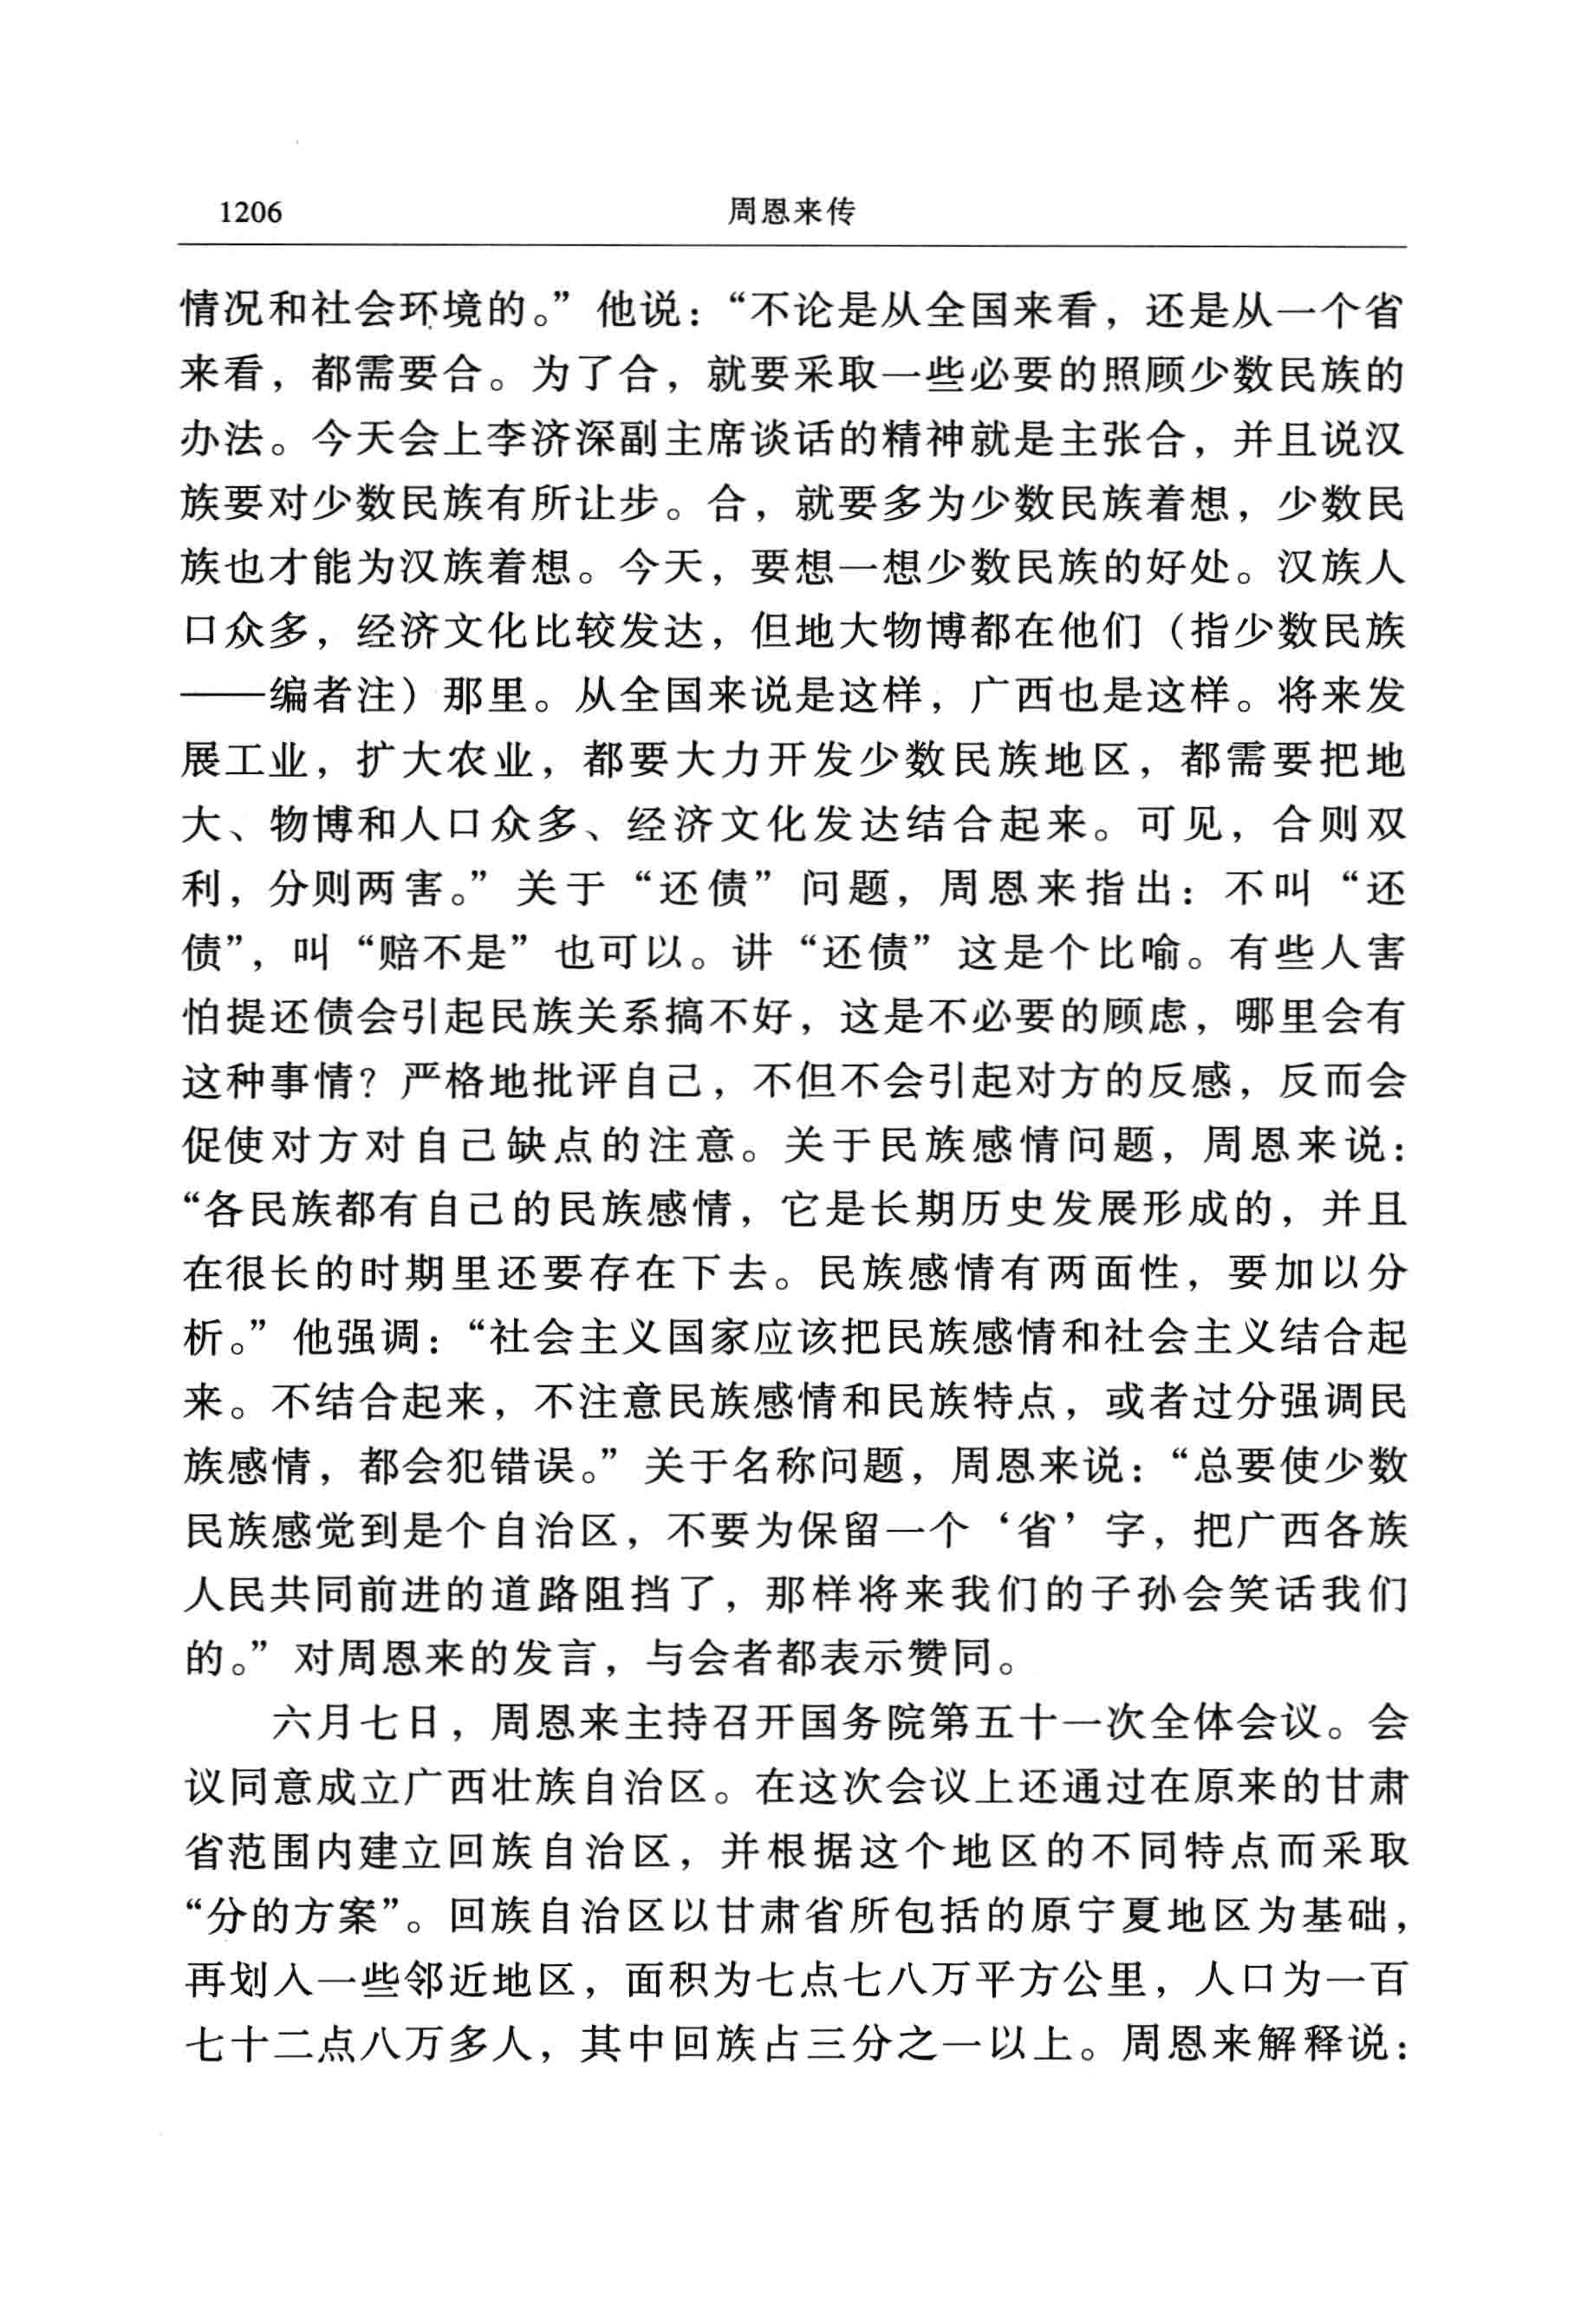 1206 周恩来传
情况和社会环境的。”他说：“不论是从全国来看，还是从一个省
来看，都需要合。为了合，就要采取一些必要的照顾少数民族的
办法。今天会上李济深副主席谈话的精神就是主张合，并且说汉
族要对少数民族有所让步。合，就要多为少数民族着想，少数民
族也才能为汉族着想。今天，要想一想少数民族的好处。汉族人
口众多，经济文化比较发达，但地大物博都在他们（指少数民族
——编者注）那里。从全国来说是这样，广西也是这样。将来发
展工业，扩大农业，都要大力开发少数民族地区，都需要把地
大、物博和人口众多、经济文化发达结合起来。可见，合则双
利，分则两害。”关于“还债”问题，周恩来指出：不叫“还
债”，叫“赔不是”也可以。讲“还债”这是个比喻。有些人害
怕提还债会引起民族关系搞不好，这是不必要的顾虑，哪里会有
这种事情？严格地批评自己，不但不会引起对方的反感，反而会
促使对方对自己缺点的注意。关于民族感情问题，周恩来说：
“各民族都有自己的民族感情，它是长期历史发展形成的，并且
在很长的时期里还要存在下去。民族感情有两面性，要加以分
析。”他强调：“社会主义国家应该把民族感情和社会主义结合起
来。不结合起来，不注意民族感情和民族特点，或者过分强调民
族感情，都会犯错误。”关于名称问题，周恩来说：“总要使少数
民族感觉到是个自治区，不要为保留一个‘省’字，把广西各族
人民共同前进的道路阻挡了，那样将来我们的子孙会笑话我们
的。”对周恩来的发言，与会者都表示赞同。
六月七日，周恩来主持召开国务院第五十一次全体会议。会
议同意成立广西壮族自治区。在这次会议上还通过在原来的甘肃
省范围内建立回族自治区，并根据这个地区的不同特点而采取
“分的方案”。回族自治区以甘肃省所包括的原宁夏地区为基础，
再划入一些邻近地区，面积为七点七八万平方公里，人口为一百
七十二点八万多人，其中回族占三分之一以上。周恩来解释说：